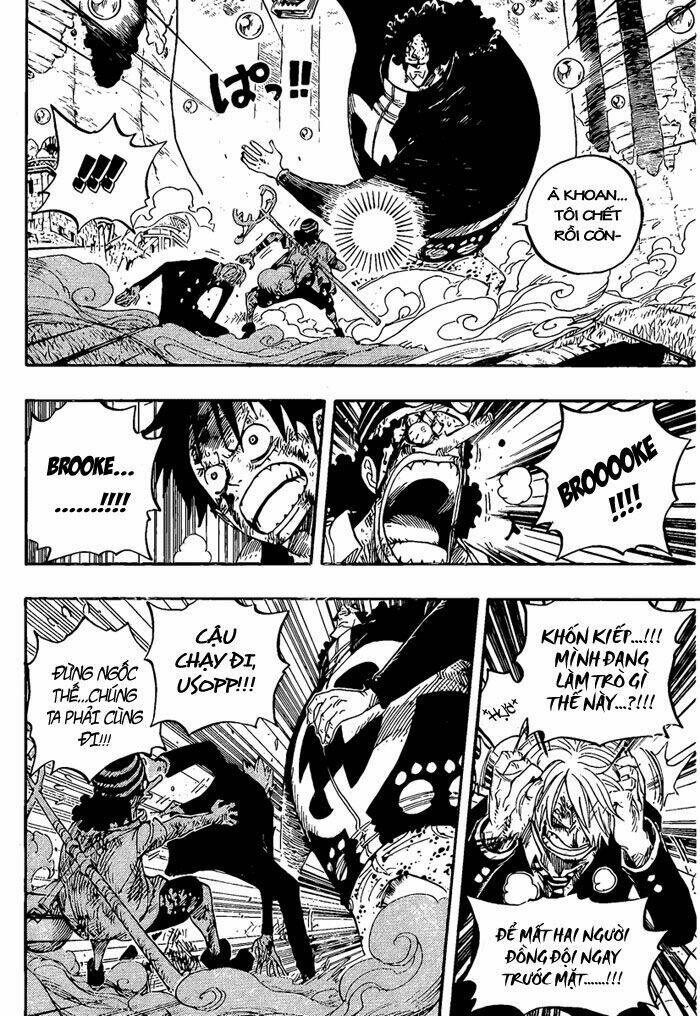 À KHOAN...
TÔI CHẾT
RỒI CÒN-
ぱっ!!
!!!
BROOKE...
.......!!!!
BROOOOKE
!!!!
CẬU
CHẠY ĐI,
USOPP!!!
ĐỪNG NGỐC
THẾ...CHÚNG
TA PHẢI CÙNG
ĐI!!!
KHỐN KIẾP...!!!
MÌNH ĐANG
LÀM TRÒ GÌ
THẾ NÀY...?!!!
*HỰC*
ĐỂ MẤT HAI NGƯỜI
ĐỒNG ĐỘI NGAY
TRƯỚC MẶT......!!!